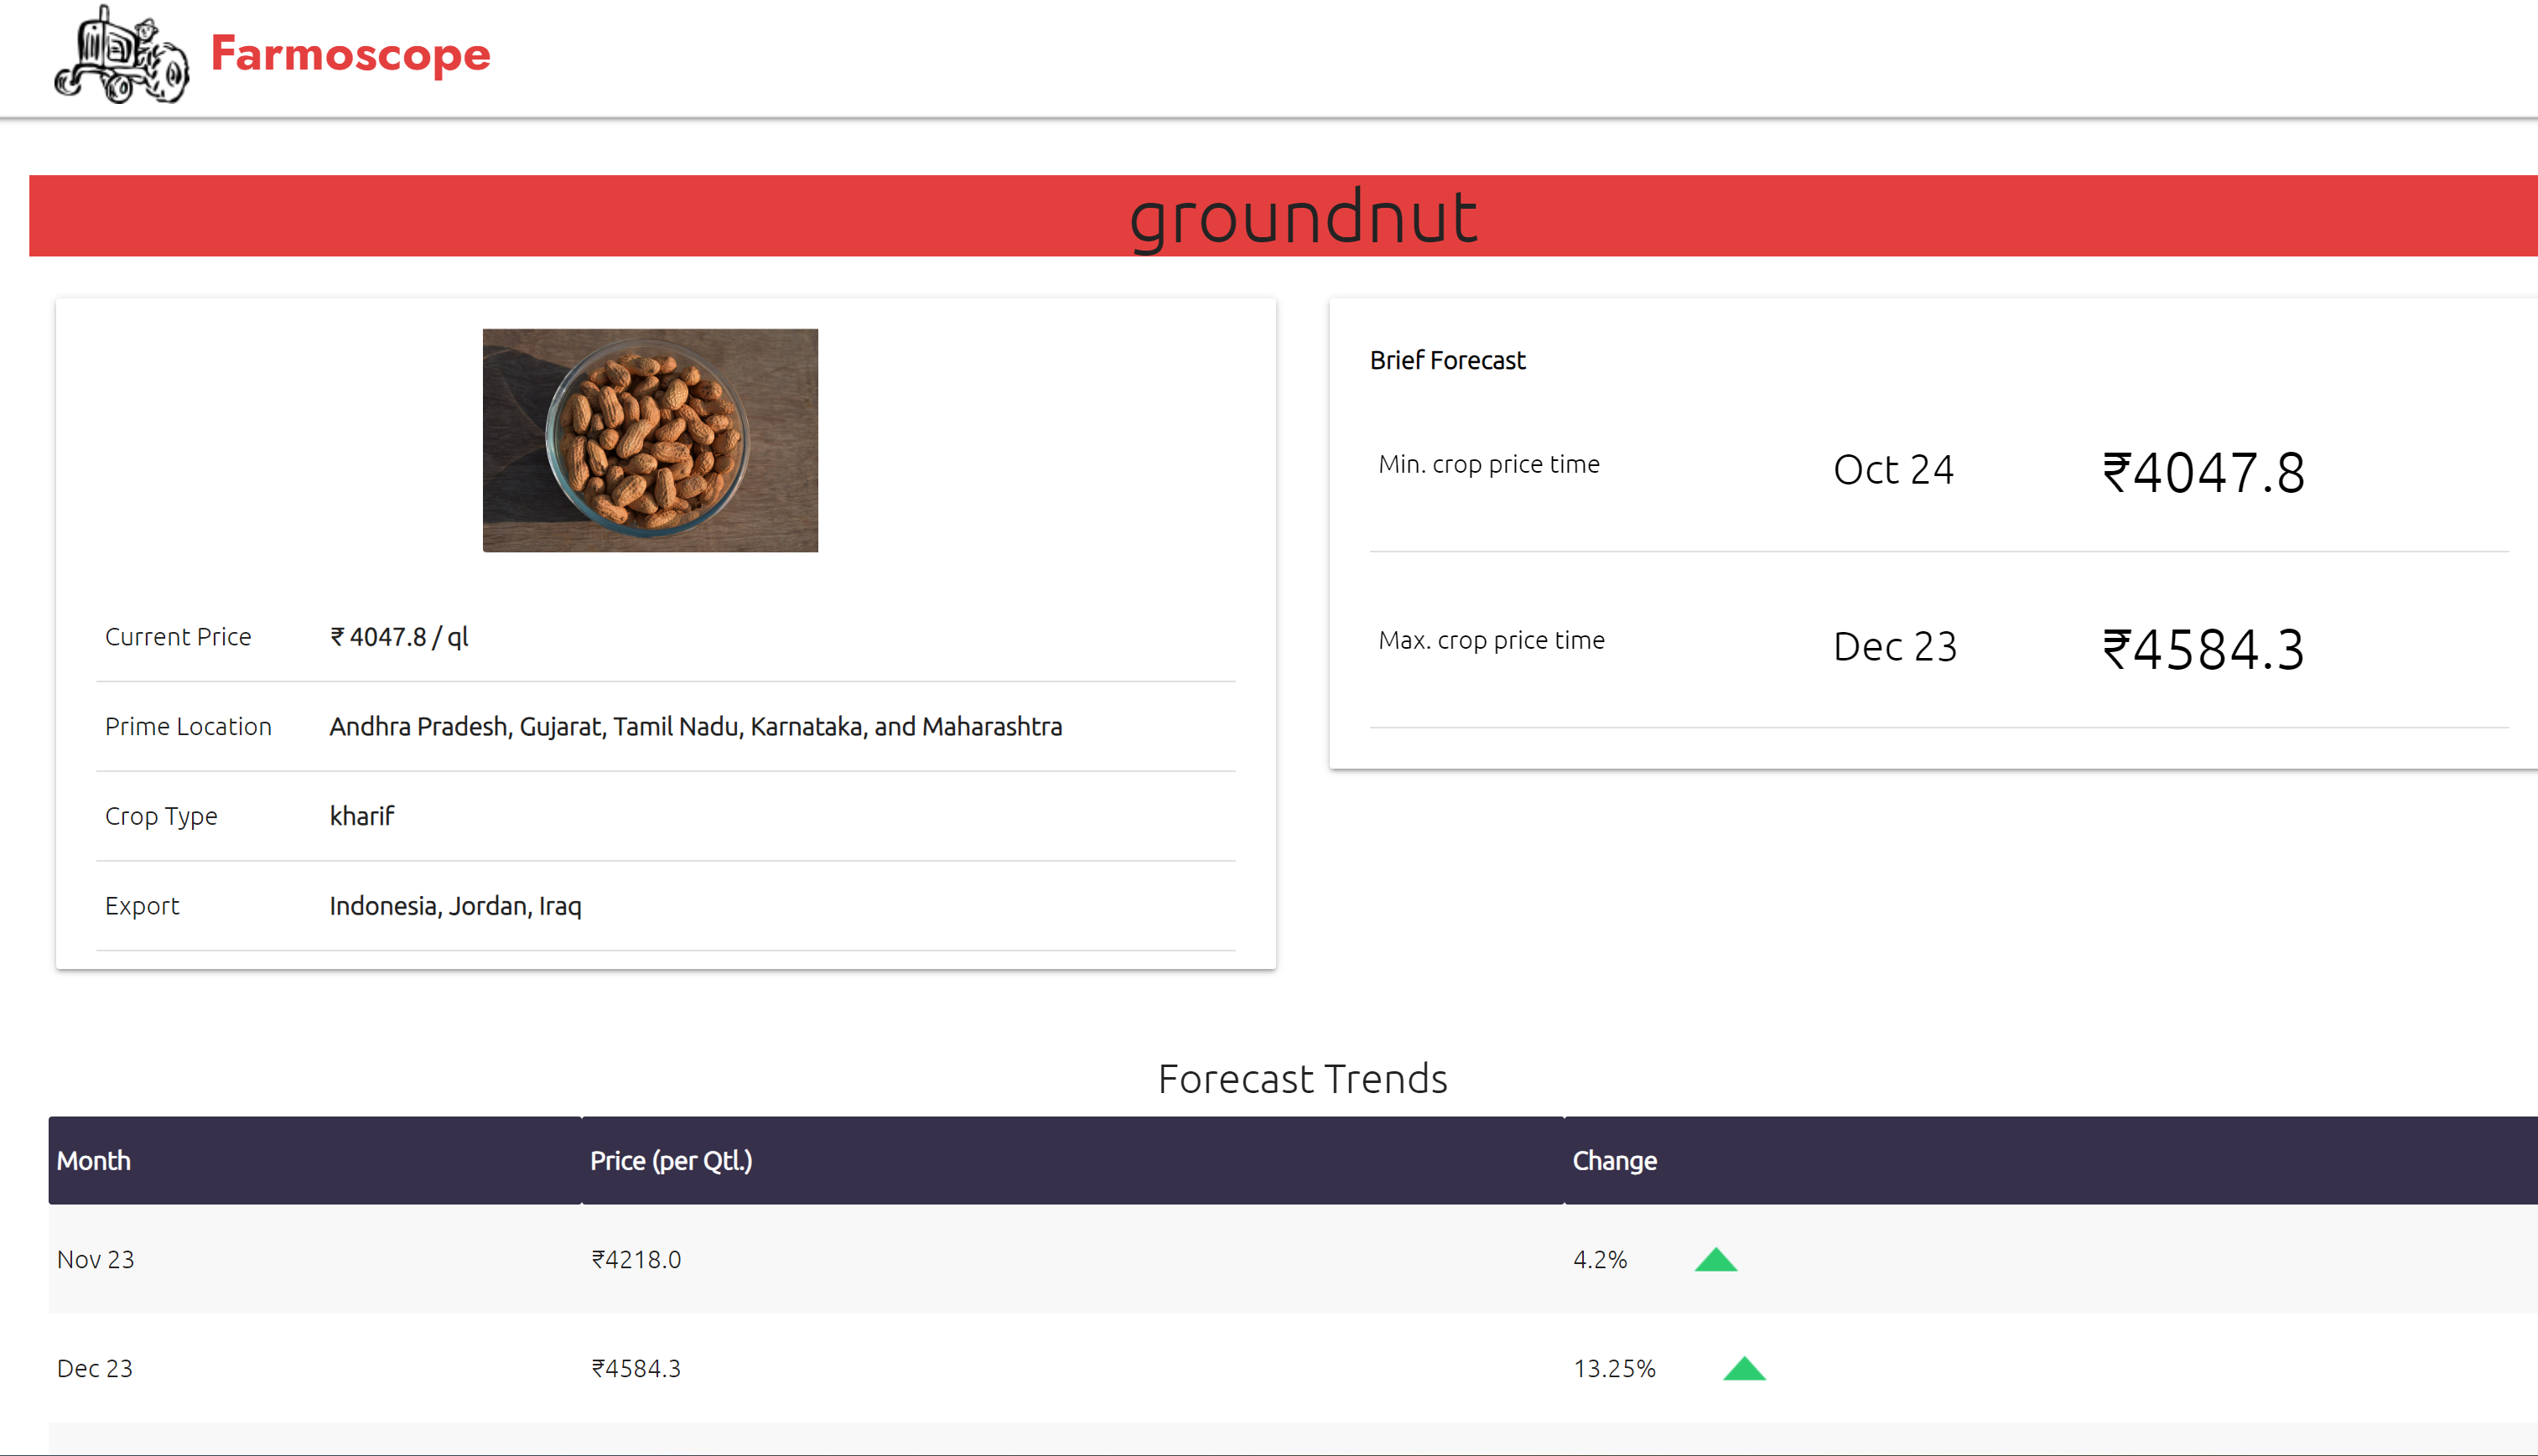 Farmoscope
groundnut
Current Price ₹ 4047.8 / ql
Prime Location Andhra Pradesh, Gujarat, Tamil Nadu, Karnataka, and Maharashtra
Crop Type kharif
Export Indonesia, Jordan, Iraq
Brief Forecast
Min. crop price time Oct 24 ₹4047.8
Max. crop price time Dec 23 ₹4584.3
Forecast Trends
Month Price (per Qtl.) Change
Nov 23 ₹4218.0 4.2%
Dec 23 ₹4584.3 13.25%